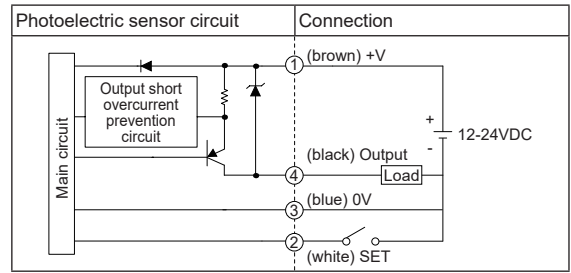 Photoelectric sensor circuit
Connection
Main circuit
Output short
overcurrent
prevention
circuit
1
(brown) +V
+
-
12-24VDC
(black) Output
4
Load
(blue) 0V
3
2
(white) SET